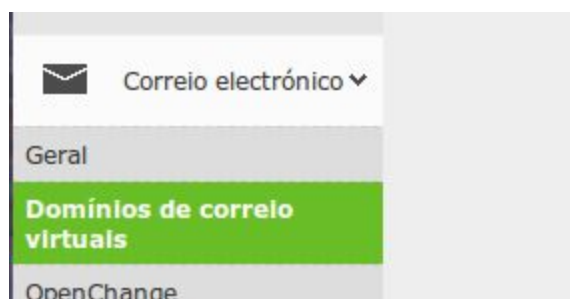 Correio electrónico
Geral
Domínios de correio
virtuais
OpenChange